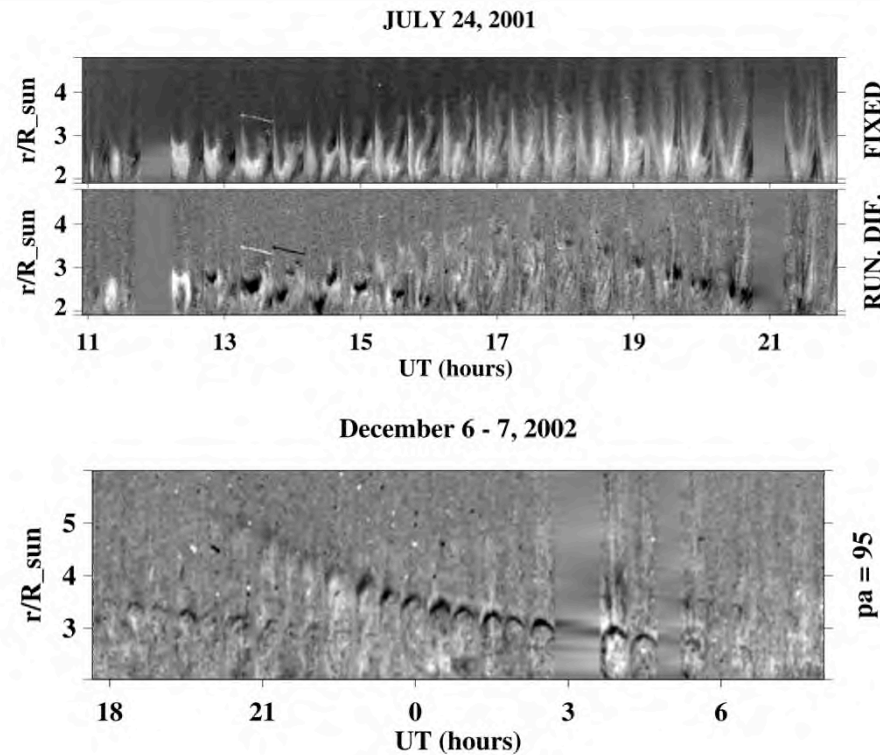 JULY 24, 2001
r/R_sun
4
3
2
FIXED
r/R_sun
4
3
2
RUN. DIF.
11 13 15 17 19 21
UT (hours)
December 6 - 7, 2002
r/R_sun
5
4
3
pa = 95
18 21 0 3 6
UT (hours)